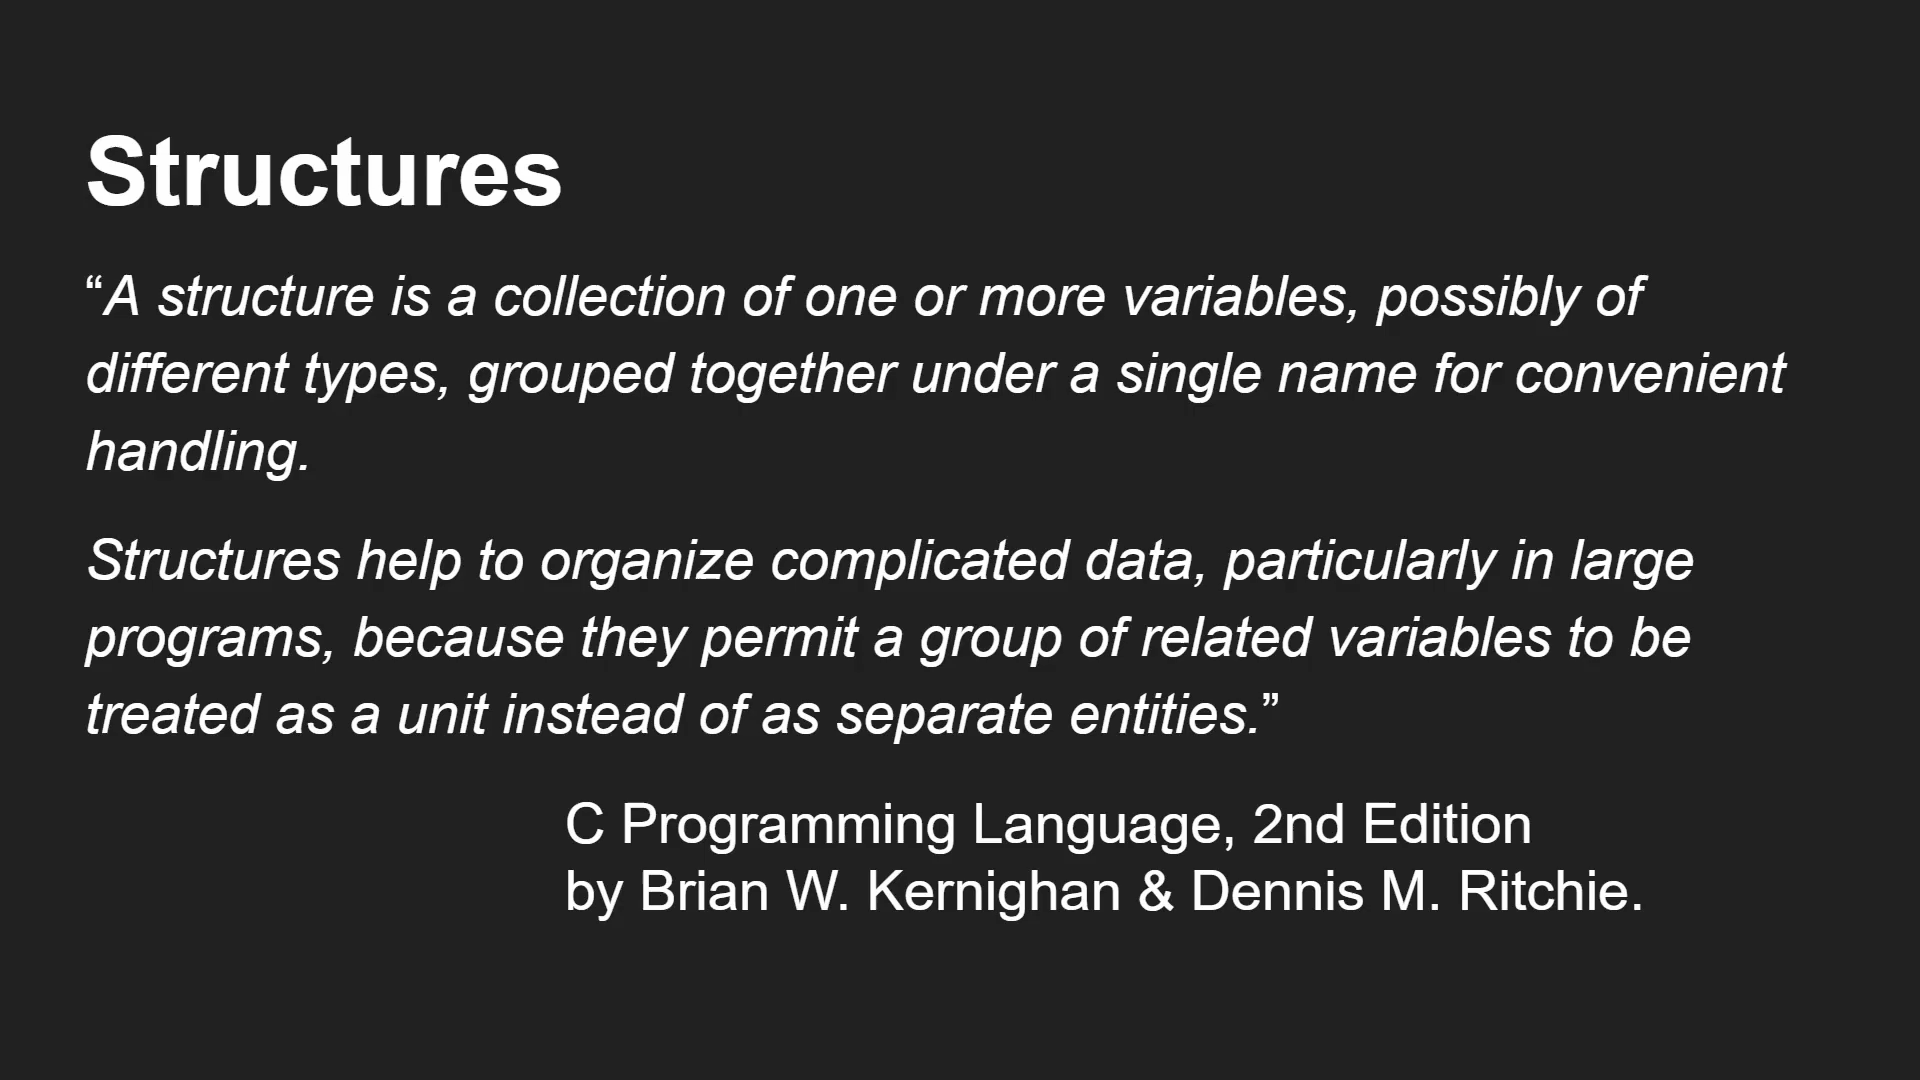 Structures
“A structure is a collection of one or more variables, possibly of
different types, grouped together under a single name for convenient
handling.
Structures help to organize complicated data, particularly in large
programs, because they permit a group of related variables to be
treated as a unit instead of as separate entities.”
C Programming Language, 2nd Edition
by Brian W. Kernighan & Dennis M. Ritchie.